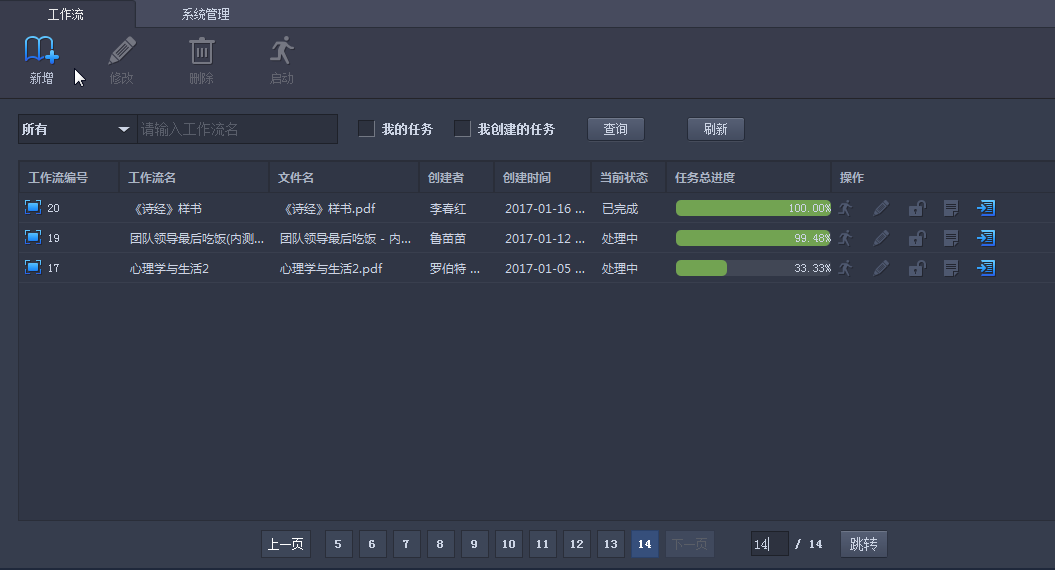 工作流 系统管理
新增 修改 删除 启动
所有 请输入工作流名 我的任务 我创建的任务 查询 刷新
工作流编号 工作流名 文件名 创建者 创建时间 当前状态 任务总进度 操作
20 《诗经》样书 《诗经》样书.pdf 李春红 2017-01-16 ... 已完成 100.00%
19 团队领导最后吃饭(内测... 团队领导最后吃饭 - 内... 鲁苗苗 2017-01-12 ... 处理中 99.48%
17 心理学与生活2 心理学与生活2.pdf 罗伯特 ... 2017-01-05 ... 处理中 33.33%
上一页 5 6 7 8 9 10 11 12 13 14 下一页 14 / 14 跳转